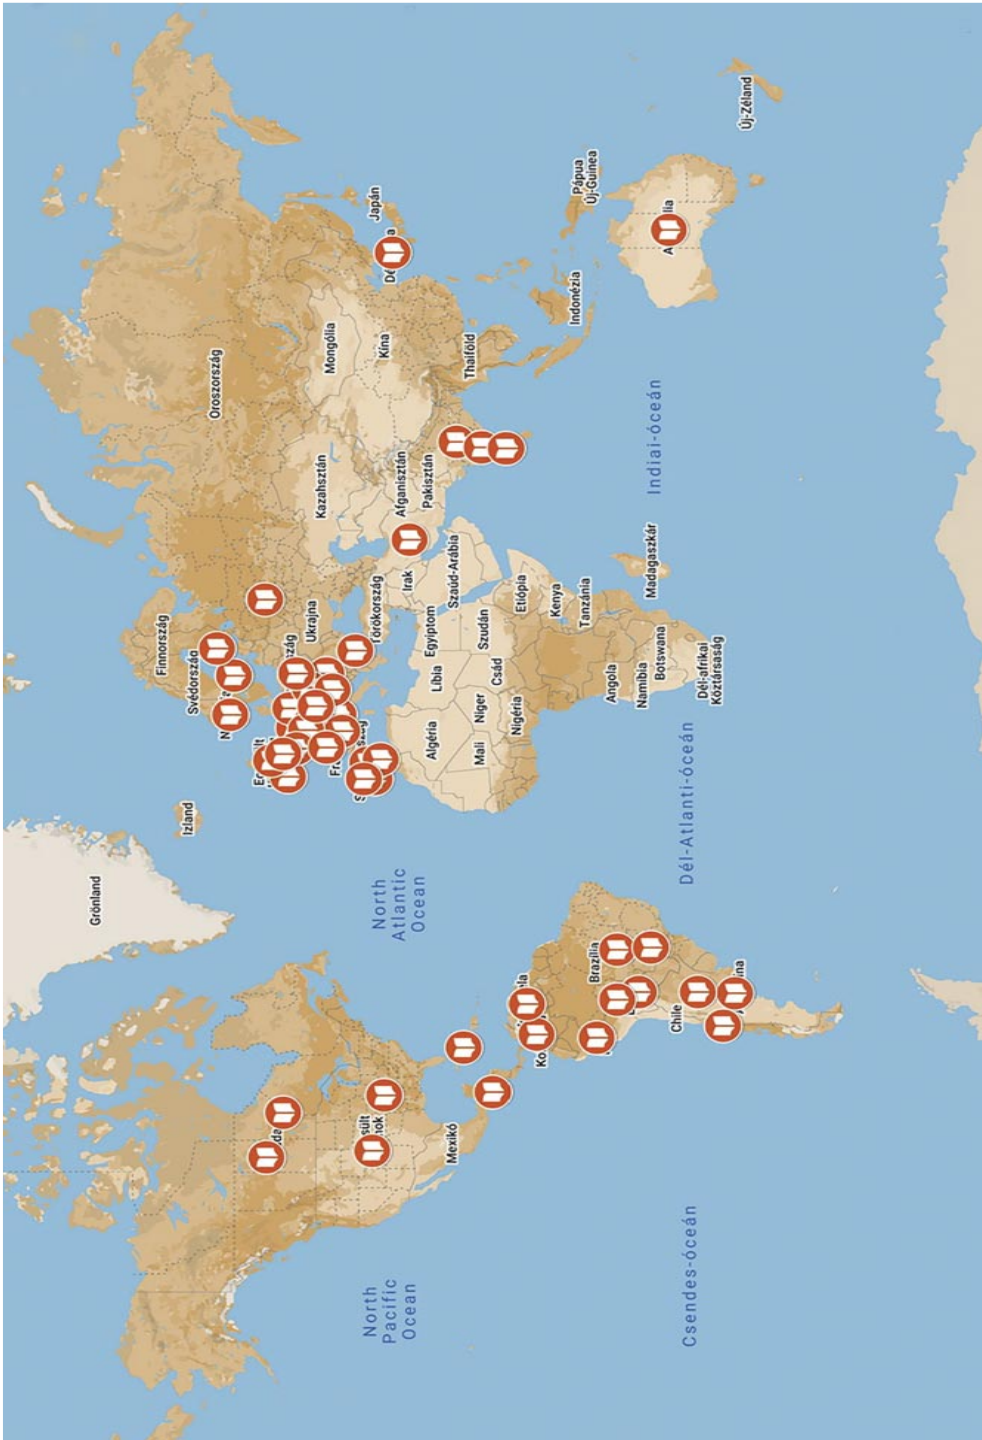 Grönland
Izland
Finnország
Svédország
Oroszország
Ukrajna
Kazahsztán
Mongólia
Kína
Japán
Törökország
Irak
Afganisztán
Pakisztán
Thaiföld
Szaúd-Arábia
Egyiptom
Líbia
Algéria
Mali
Niger
Csád
Szudán
Nigéria
Etiópia
Kenya
Tanzánia
Angola
Namíbia
Botswana
Dél-afrikai
Köztársaság
Madagaszkár
Indonézia
Pápua
Új-Guinea
Új-Zéland
Mexikó
Brazília
Chile
North
Pacific
Ocean
North
Atlantic
Ocean
Csendes-óceán
Dél-Atlanti-óceán
Indiai-óceán